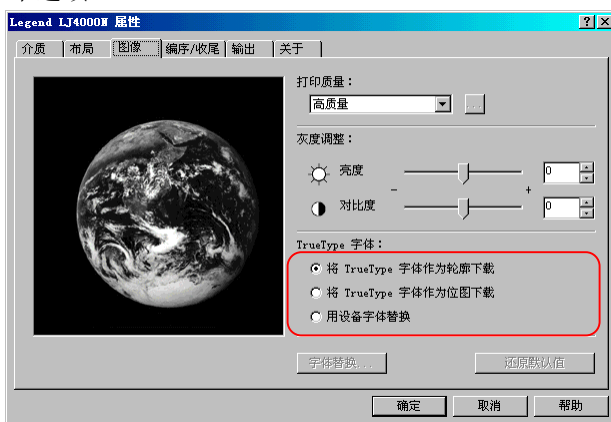 Legend LJ4000N 属性
介质 布局 图像 编序/收尾 输出 关于
打印质量：
高质量
...
灰度调整：
亮度
0
- +
对比度
0
TrueType 字体：
将 TrueType 字体作为轮廓下载
将 TrueType 字体作为位图下载
用设备字体替换
字体替换... 还原默认值
确定 取消 帮助